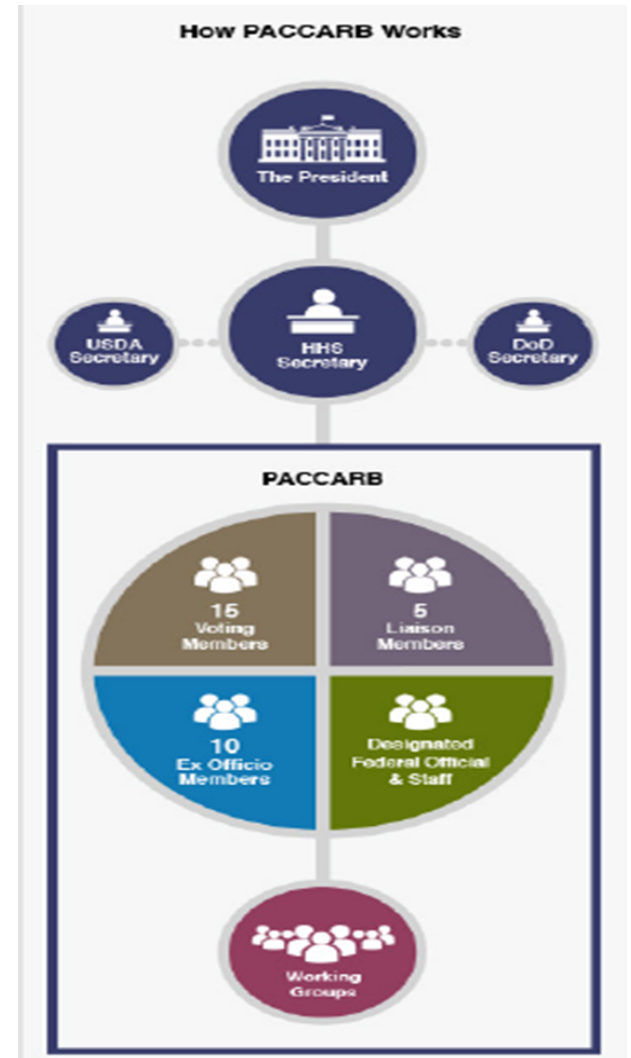 How PACCARB Works
The President
USDA
Secretary
HHS
Secretary
DoD
Secretary
PACCARB
15
Voting
Members
5
Liaison
Members
10
Ex Officio
Members
Designated
Federal Official
& Staff
Working
Groups